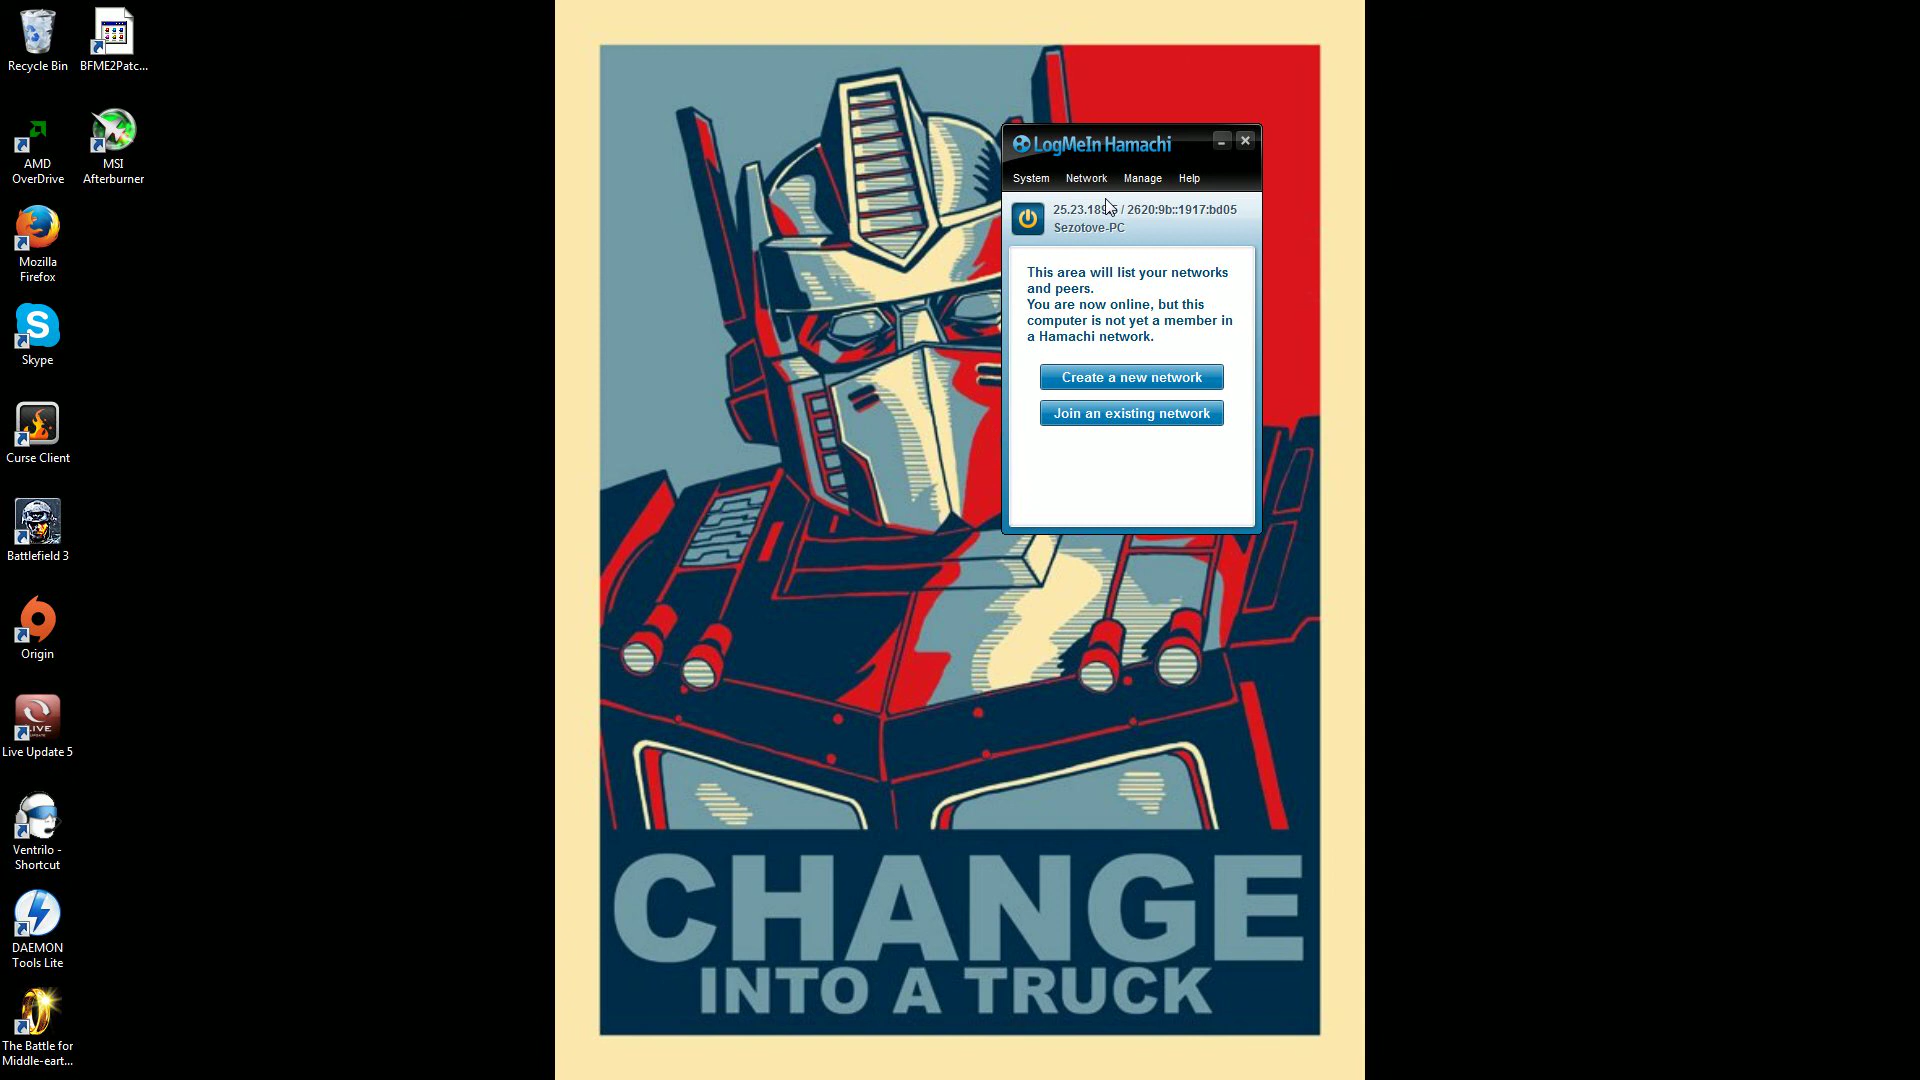 Recycle Bin
BFME2Patc...
AMD
OverDrive
MSI
Afterburner
Mozilla
Firefox
Skype
Curse Client
Battlefield 3
Origin
LIVE
Live Update 5
Ventrilo -
Shortcut
DAEMON
Tools Lite
The Battle for
Middle-eart...
LogMeIn Hamachi
System Network Manage Help
/ 2620:9b::1917:bd05
Sezotove-PC
This area will list your networks
and peers.
You are now online, but this
computer is not yet a member in
a Hamachi network.
Create a new network
Join an existing network
CHANGE
INTO A TRUCK